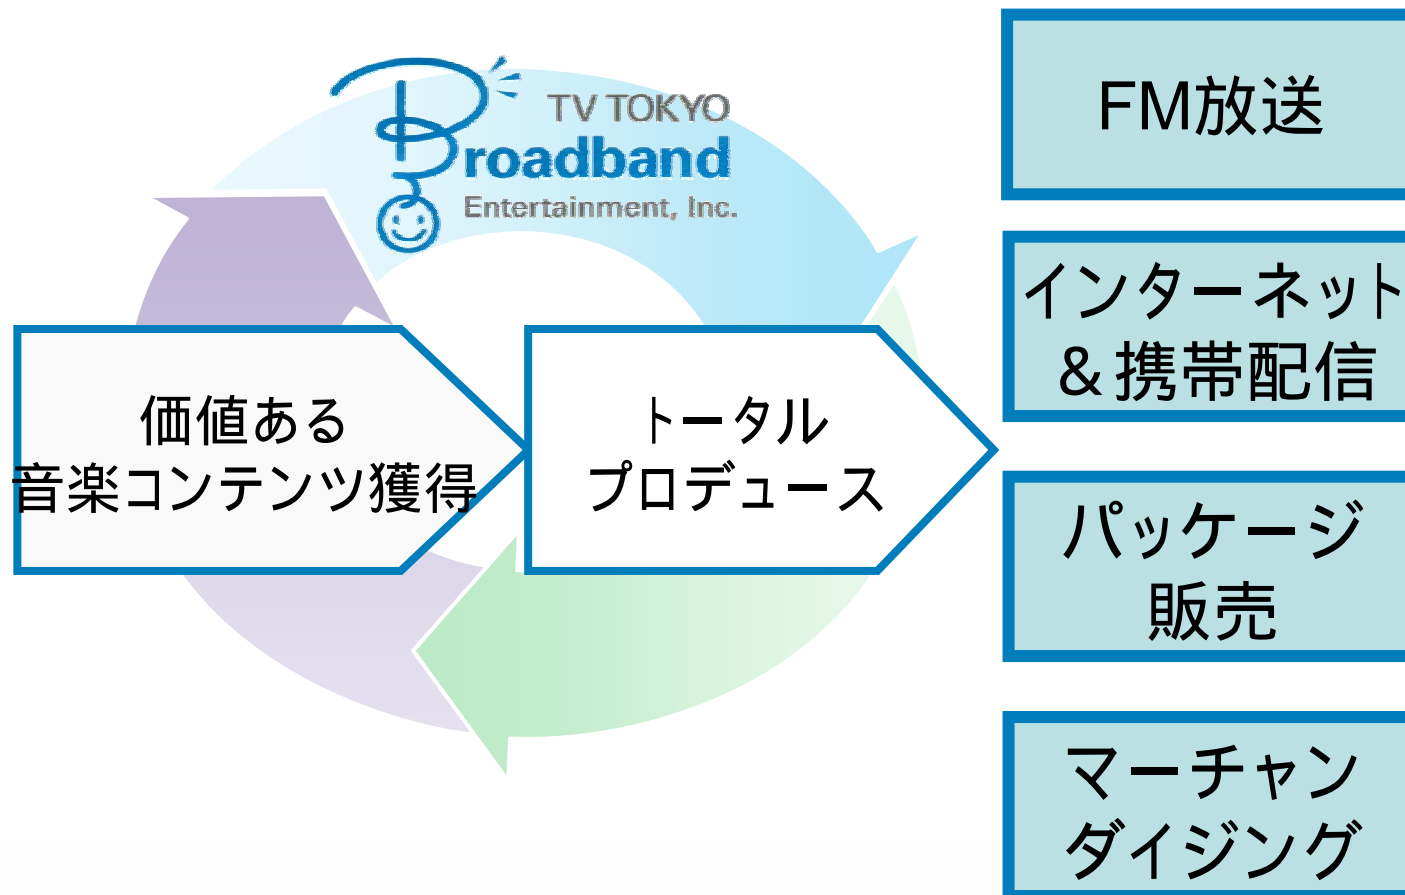 TV TOKYO
Broadband
Entertainment, Inc.
価値ある
音楽コンテンツ獲得
トータル
プロデュース
FM放送
インターネット
＆携帯配信
パッケージ
販売
マーチャン
ダイジング